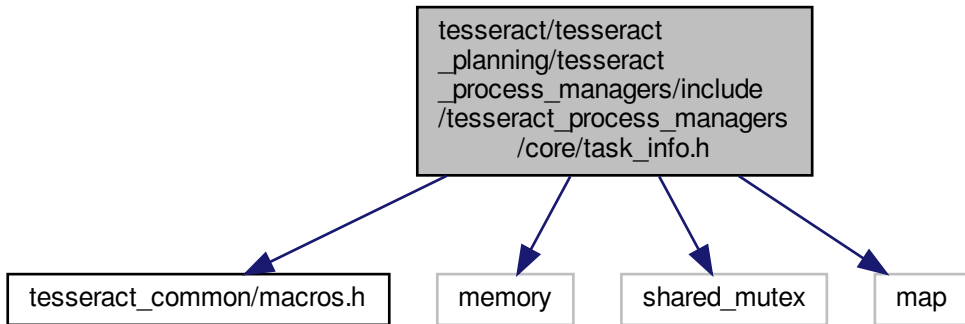 tesseract/tesseract
_planning/tesseract
_process_managers/include
/tesseract_process_managers
/core/task_info.h
tesseract_common/macros.h
memory
shared_mutex
map